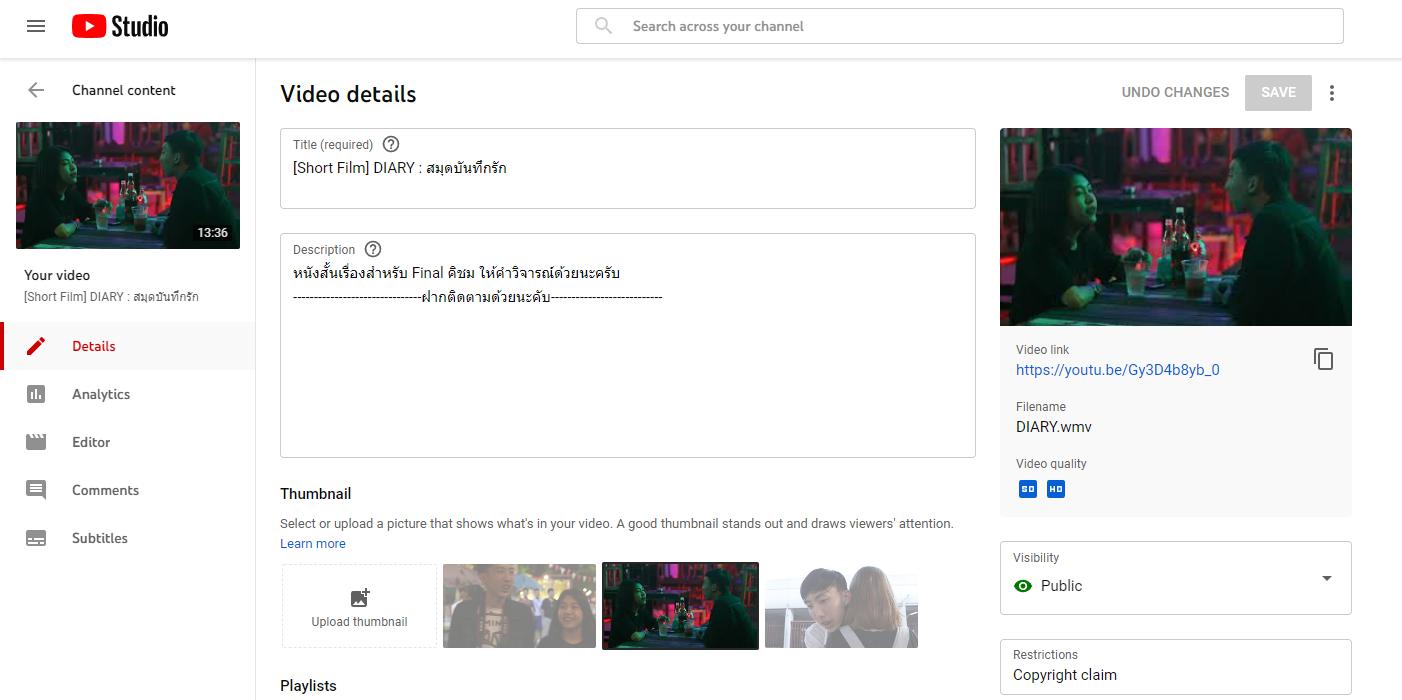 Studio
Search across your channel
Channel content
Video details
UNDO CHANGES
SAVE
13:36
Your video
[Short Film] DIARY : สมุดบันทึกรัก
Details
Analytics
Editor
Comments
Subtitles
Title (required)
[Short Film] DIARY : สมุดบันทึกรัก
Description
หนังสั้นเรื่องสำหรับ Final ติชม ให้คำวิจารณ์ด้วยนะครับ
-------------------------------ฝากติดตามด้วยนะคับ---------------------------
Thumbnail
Select or upload a picture that shows what's in your video. A good thumbnail stands out and draws viewers' attention.
Learn more
Upload thumbnail
Playlists
Video link
https://youtu.be/Gy3D4b8yb_0
Filename
DIARY.wmv
Video quality
SD HD
Visibility
Public
Restrictions
Copyright claim